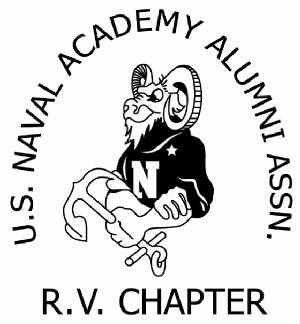 U.S. NAVAL ACADEMY ALUMNI ASSN.
N
R.V. CHAPTER